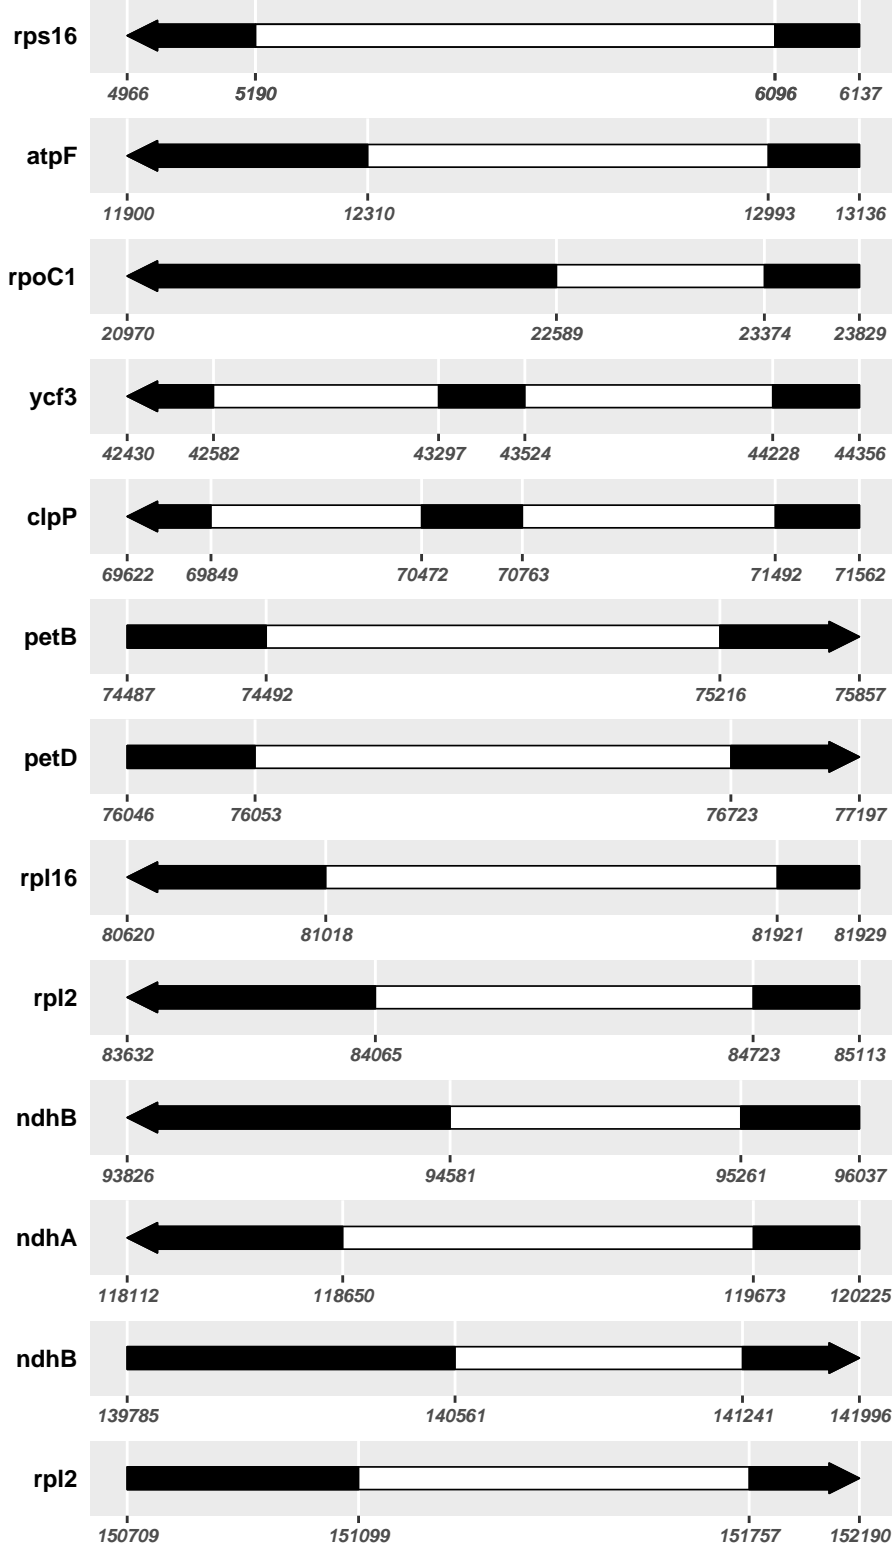 rps16
4966 5190 6096 6137
atpF
11900 12310 12993 13136
rpoC1
20970 22589 23374 23829
ycf3
42430 42582 43297 43524 44228 44356
clpP
69622 69849 70472 70763 71492 71562
petB
74487 74492 75216 75857
petD
76046 76053 76723 77197
rpl16
80620 81018 81921 81929
rpl2
83632 84065 84723 85113
ndhB
93826 94581 95261 96037
ndhA
118112 118650 119673 120225
ndhB
139785 140561 141241 141996
rpl2
150709 151099 151757 152190